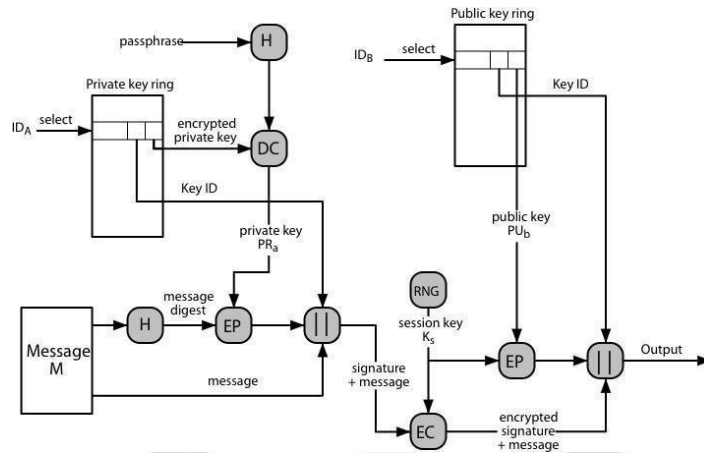 Public key ring
passphrase
H
ID_B
select
Private key ring
Key ID
ID_A
select
encrypted
private key
DC
Key ID
public key
PU_b
private key
PR_a
RNG
message
digest
session key
K_s
H
EP
||
Message
M
message
signature
+ message
EP
||
Output
EC
encrypted
signature
+ message